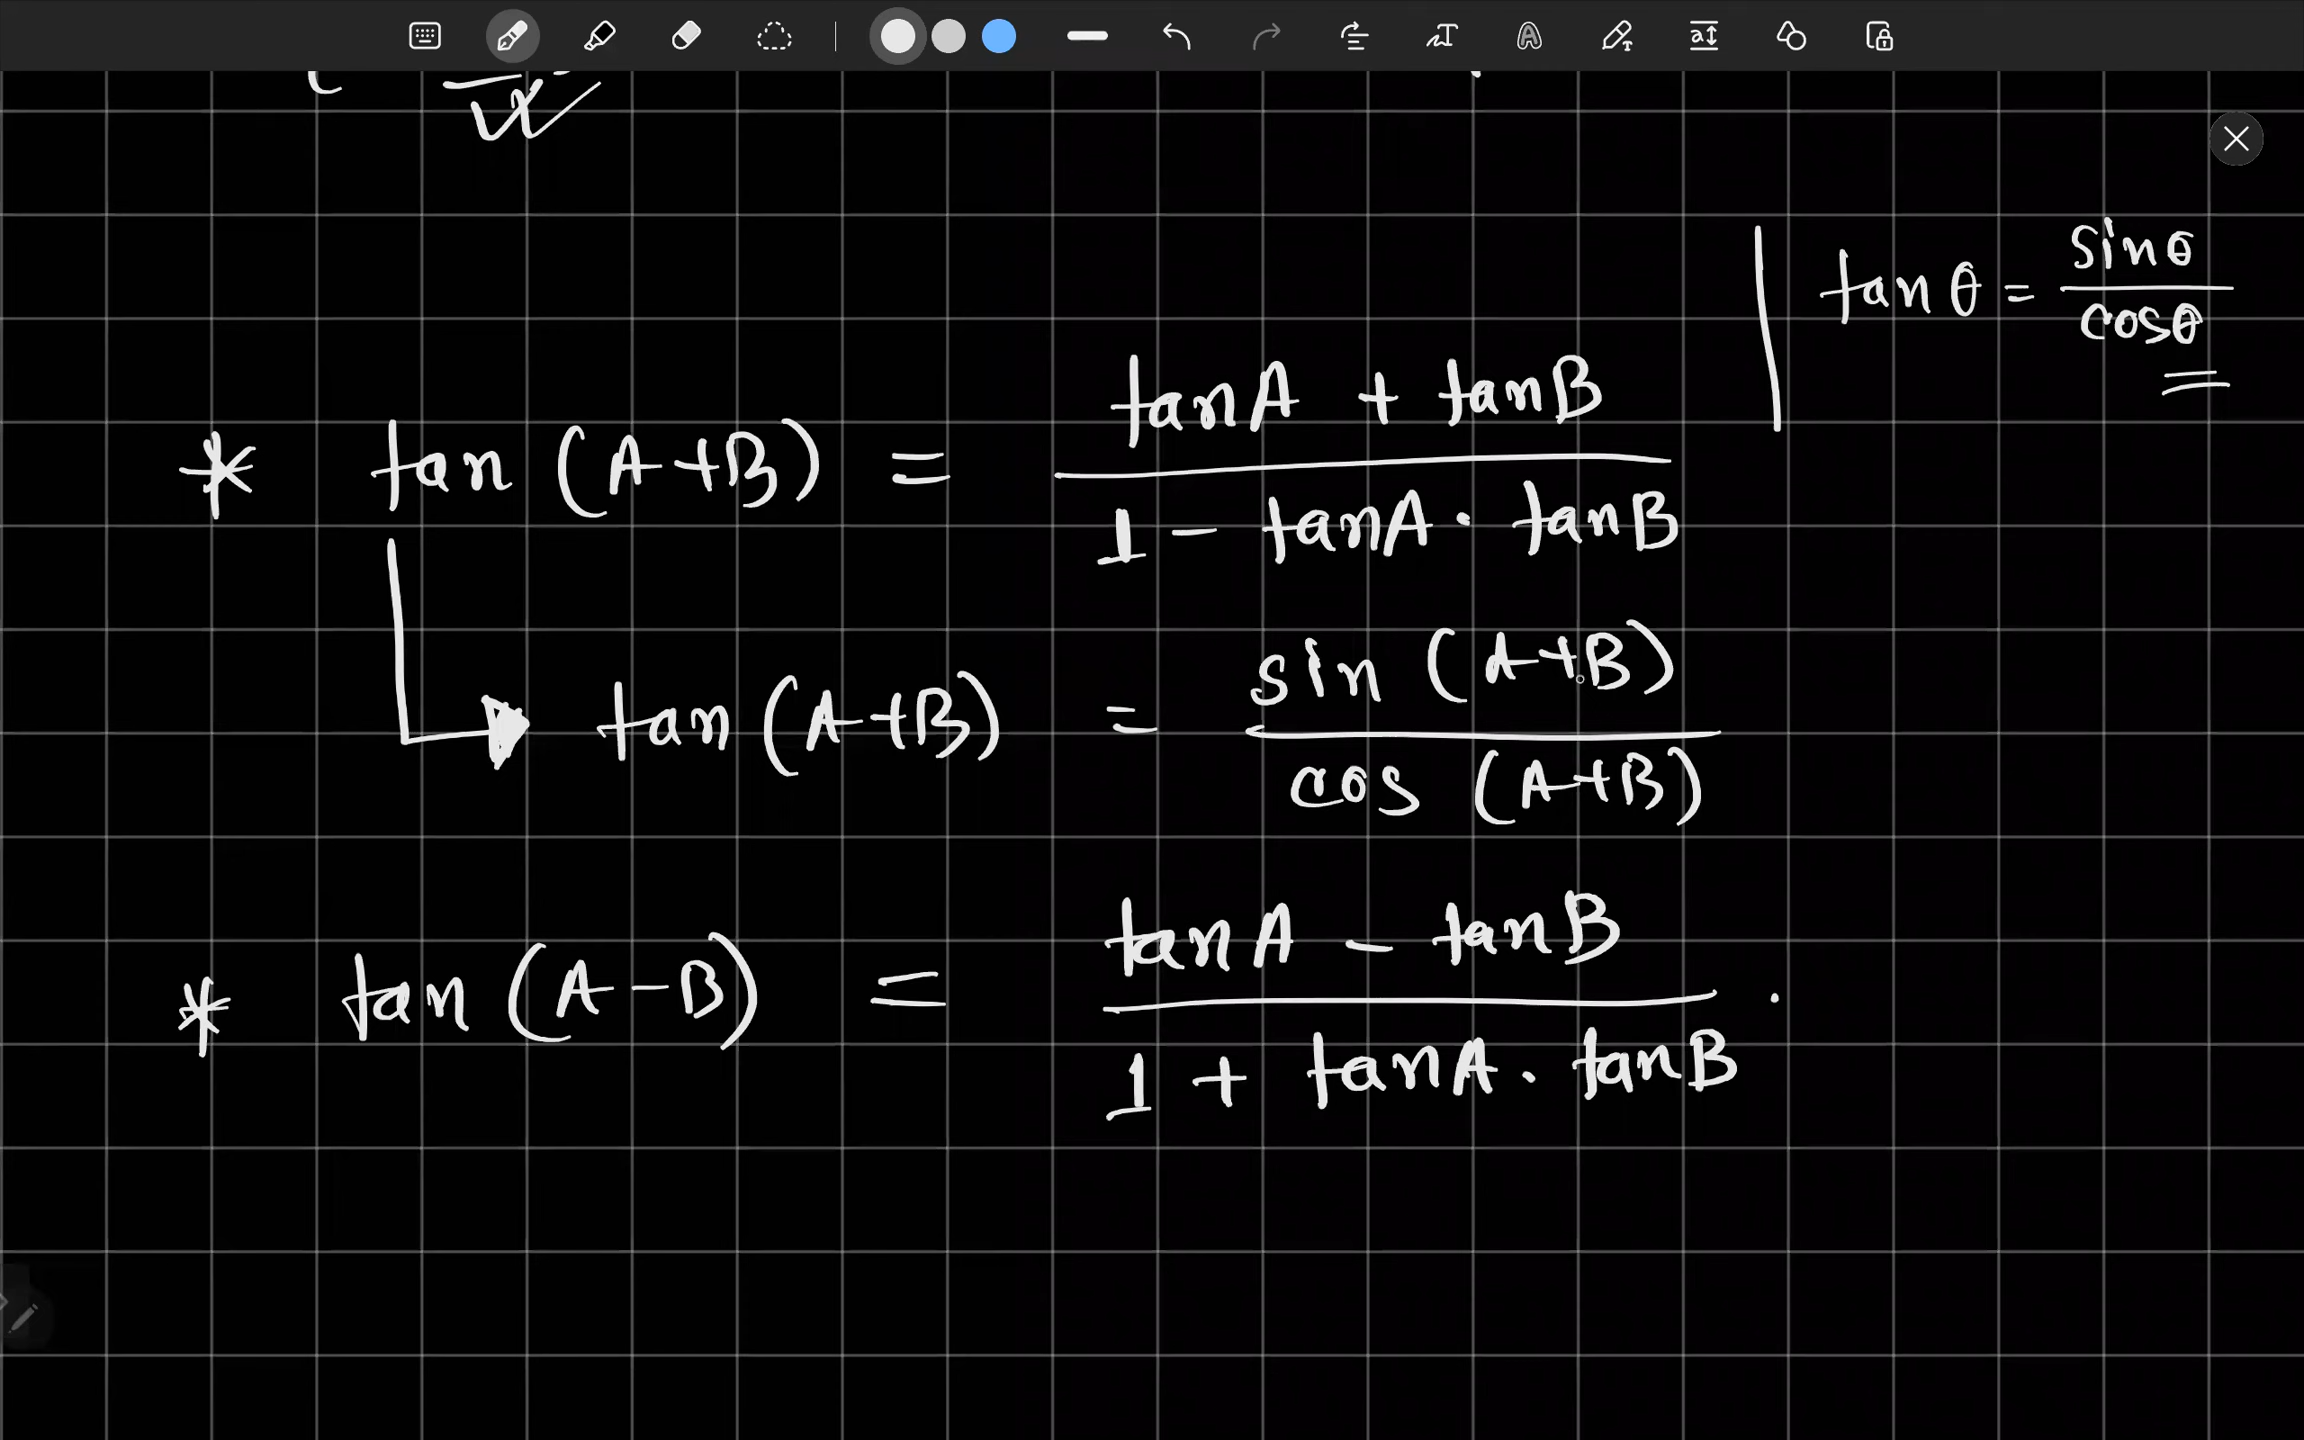 tan θ = sinθ / cosθ
* tan (A+B) = tanA + tanB / 1 - tanA · tanB
tan (A+B) = sin (A+B) / cos (A+B)
* tan (A-B) = tanA - tanB / 1 + tanA · tanB .